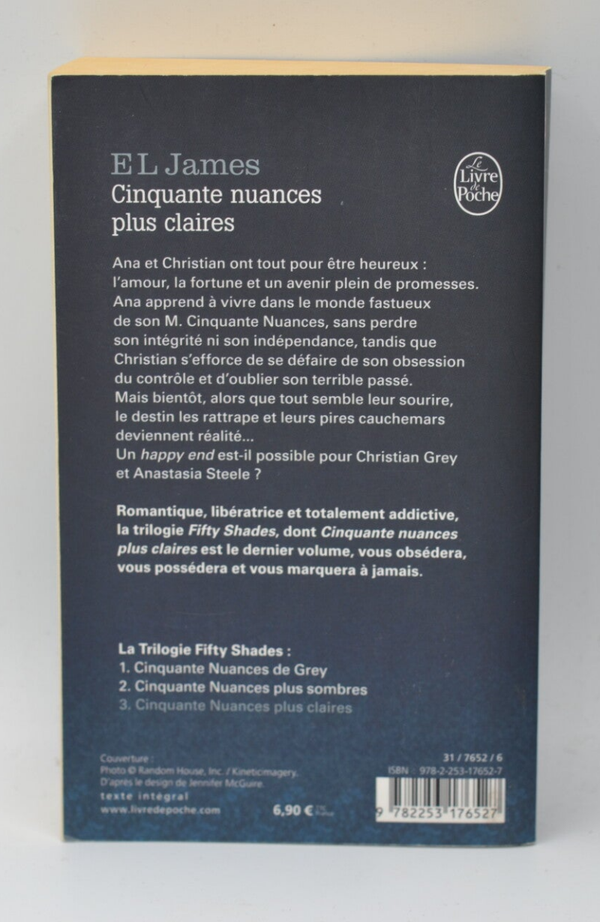 E L James
Cinquante nuances
plus claires
Le
Livre
de
Poche
Ana et Christian ont tout pour être heureux :
l'amour, la fortune et un avenir plein de promesses.
Ana apprend à vivre dans le monde fastueux
de son M. Cinquante Nuances, sans perdre
son intégrité ni son indépendance, tandis que
Christian s'efforce de se défaire de son obsession
du contrôle et d'oublier son terrible passé.
Mais bientôt, alors que tout semble leur sourire,
le destin les rattrape et leurs pires cauchemars
deviennent réalité...
Un happy end est-il possible pour Christian Grey
et Anastasia Steele ?
Romantique, libératrice et totalement addictive,
la trilogie Fifty Shades, dont Cinquante nuances
plus claires est le dernier volume, vous obsédera,
vous possédera et vous marquera à jamais.
La Trilogie Fifty Shades :
1. Cinquante Nuances de Grey
2. Cinquante Nuances plus sombres
3. Cinquante Nuances plus claires
Couverture :
Photo © Random House, Inc. / Kineticimagery.
D'après le design de Jennifer McGuire.
texte intégral
www.livredepoche.com
6,90 €
31 / 7652 / 6
ISBN : 978-2-253-17652-7
9 782253 176527